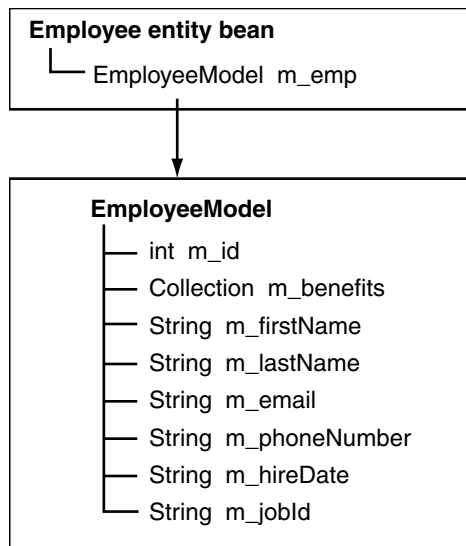 Employee entity bean
EmployeeModel m_emp
EmployeeModel
int m_id
Collection m_benefits
String m_firstName
String m_lastName
String m_email
String m_phoneNumber
String m_hireDate
String m_jobId